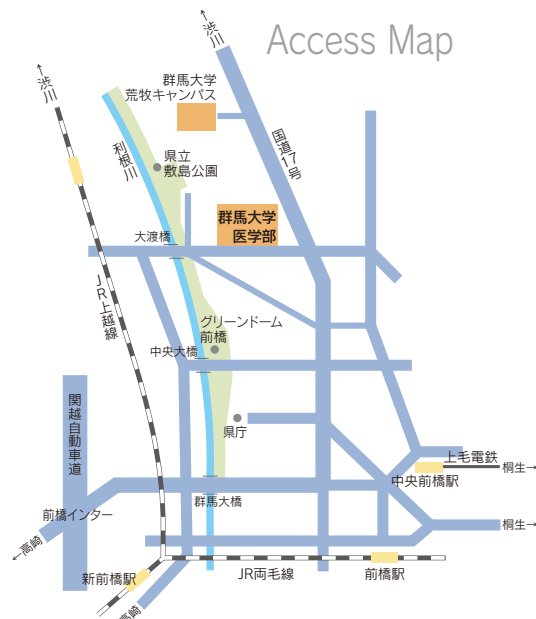 Access Map
←渋川
←渋川
群馬大学
荒牧キャンパス
国道17号
利根川
県立
敷島公園
群馬大学
医学部
大渡橋
JR上越線
グリーンドーム
前橋
中央大橋
関越自動車道
県庁
上毛電鉄
桐生→
中央前橋駅
群馬大橋
前橋インター
桐生→
←高崎
新前橋駅
JR両毛線
前橋駅
高崎